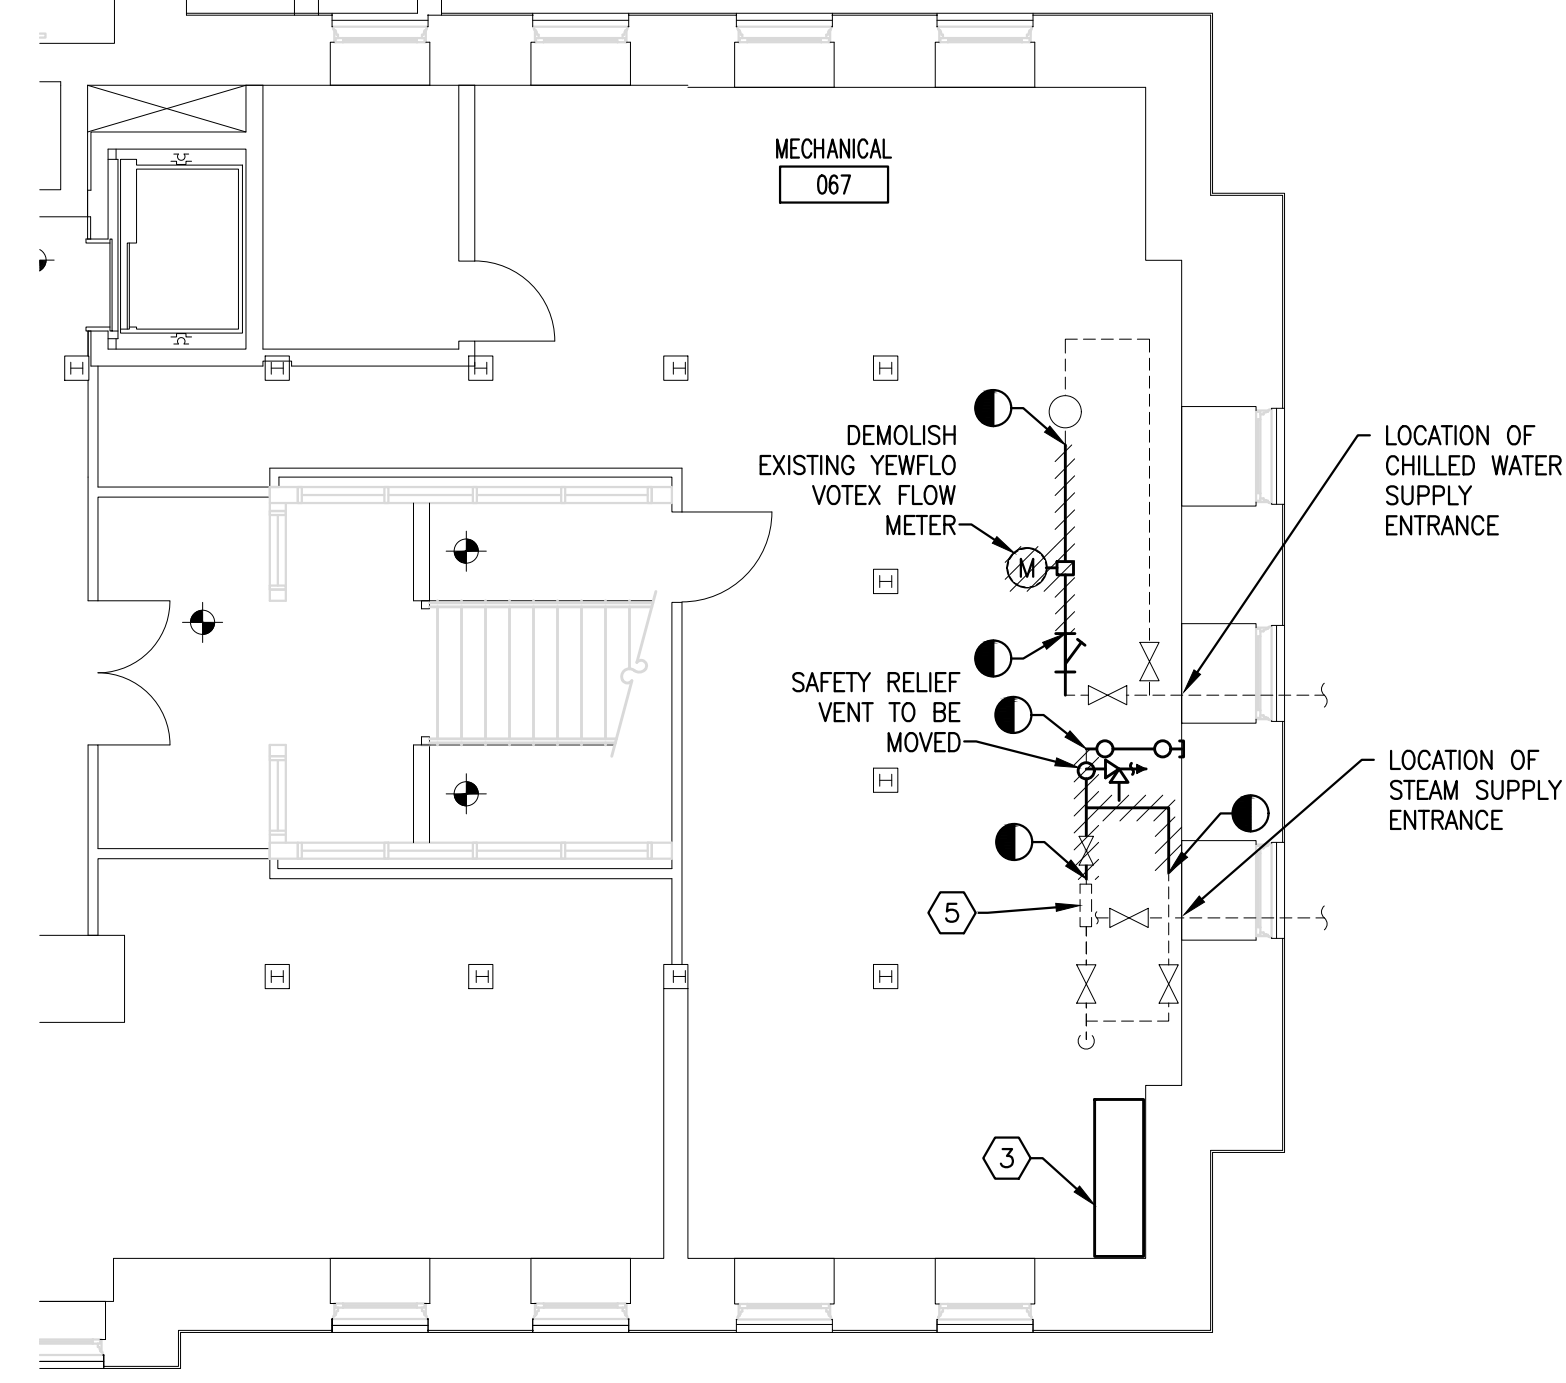 MECHANICAL
067
DEMOLISH
EXISTING YEWFLO
VOTEX FLOW
METER
M
LOCATION OF
CHILLED WATER
SUPPLY
ENTRANCE
SAFETY RELIEF
VENT TO BE
MOVED
LOCATION OF
STEAM SUPPLY
ENTRANCE
5
3